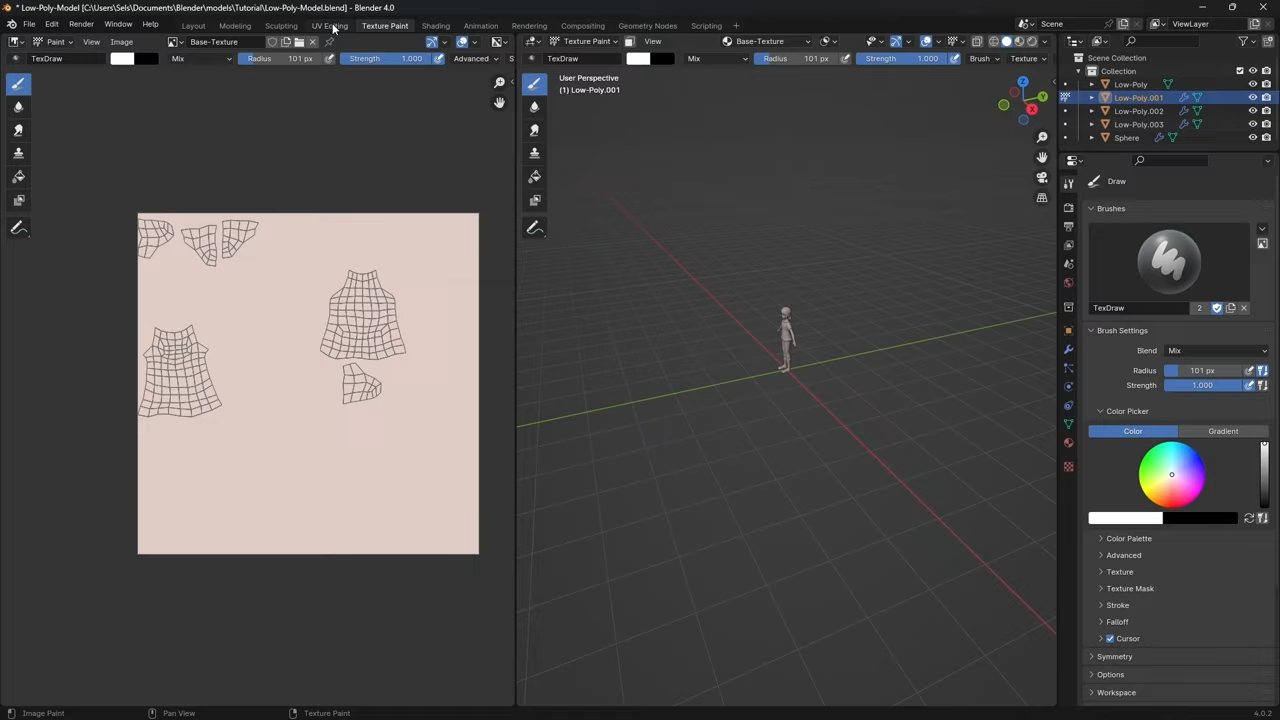 * Low-Poly-Model [C:\Users\Sels\Documents\Blender\models\Tutorial\Low-Poly-Model.blend] - Blender 4.0
File Edit Render Window Help Layout Modeling Sculpting UV Editing Texture Paint Shading Animation Rendering Compositing Geometry Nodes Scripting + Scene ViewLayer
Paint View Image Base-Texture Texture Paint View Base-Texture
TexDraw Mix Radius 101 px Strength 1.000 Advanced S Mix Radius 101 px Strength 1.000 Brush Texture
User Perspective
(1) Low-Poly.001
Z
Y
X
Scene Collection
Collection
Low-Poly
Low-Poly.001
Low-Poly.002
Low-Poly.003
Sphere
Draw
Brushes
TexDraw 2
Brush Settings
Blend Mix
Radius 101 px
Strength 1.000
Color Picker
Color Gradient
Color Palette
Advanced
Texture
Texture Mask
Stroke
Falloff
Cursor
Symmetry
Options
Workspace
Image Paint Pan View Texture Paint 4.0.2